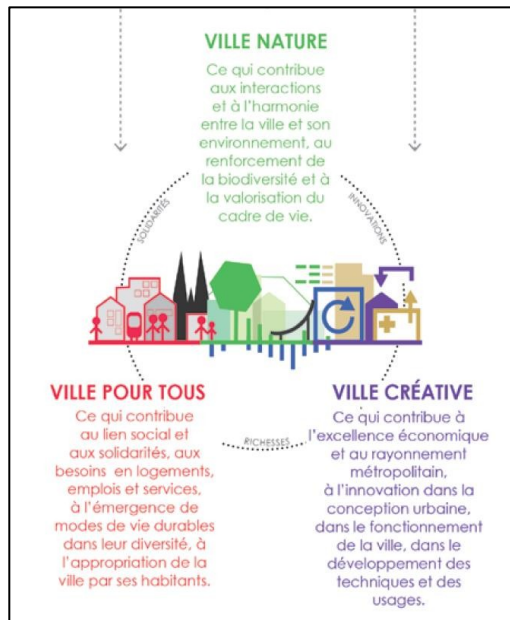 VILLE NATURE
Ce qui contribue
aux interactions
et à l'harmonie
entre la ville et son
environnement, au
renforcement de
la biodiversité et à
la valorisation du
cadre de vie.
SOLIDARITÉS
INNOVATIONS
VILLE POUR TOUS
Ce qui contribue
au lien social et
aux solidarités, aux
besoins en logements,
emplois et services,
à l'émergence de
modes de vie durables
dans leur diversité, à
l'appropriation de la
ville par ses habitants.
RICHESSES
VILLE CRÉATIVE
Ce qui contribue à
l'excellence économique
et au rayonnement
métropolitain,
à l'innovation dans la
conception urbaine,
dans le fonctionnement
de la ville, dans le
développement des
techniques et des
usages.